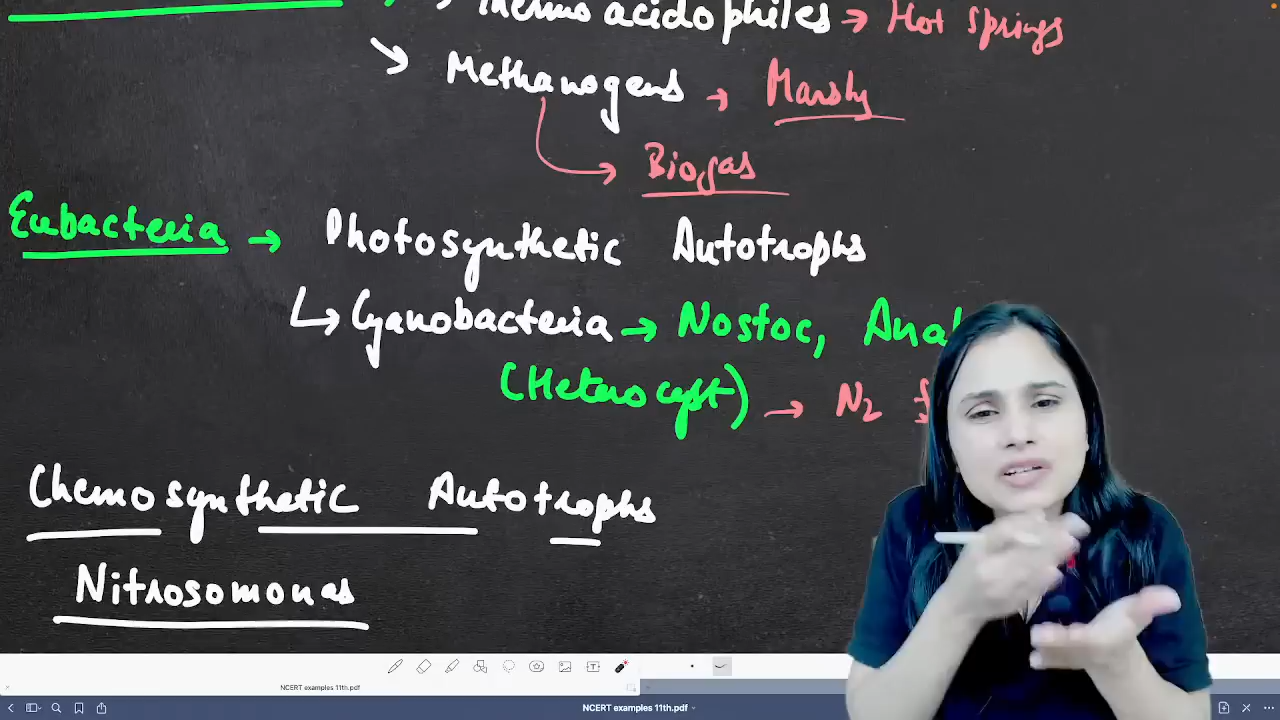 Thermoacidophiles → Hot Springs
Methanogens → Marshy
Biogas
Eubacteria → Photosynthetic Autotrophs
Cyanobacteria → Nostoc,
(Heterocyst) → N2
Chemosynthetic Autotrophs
Nitrosomonas
NCERT examples 11th.pdf
NCERT examples 11th.pdf